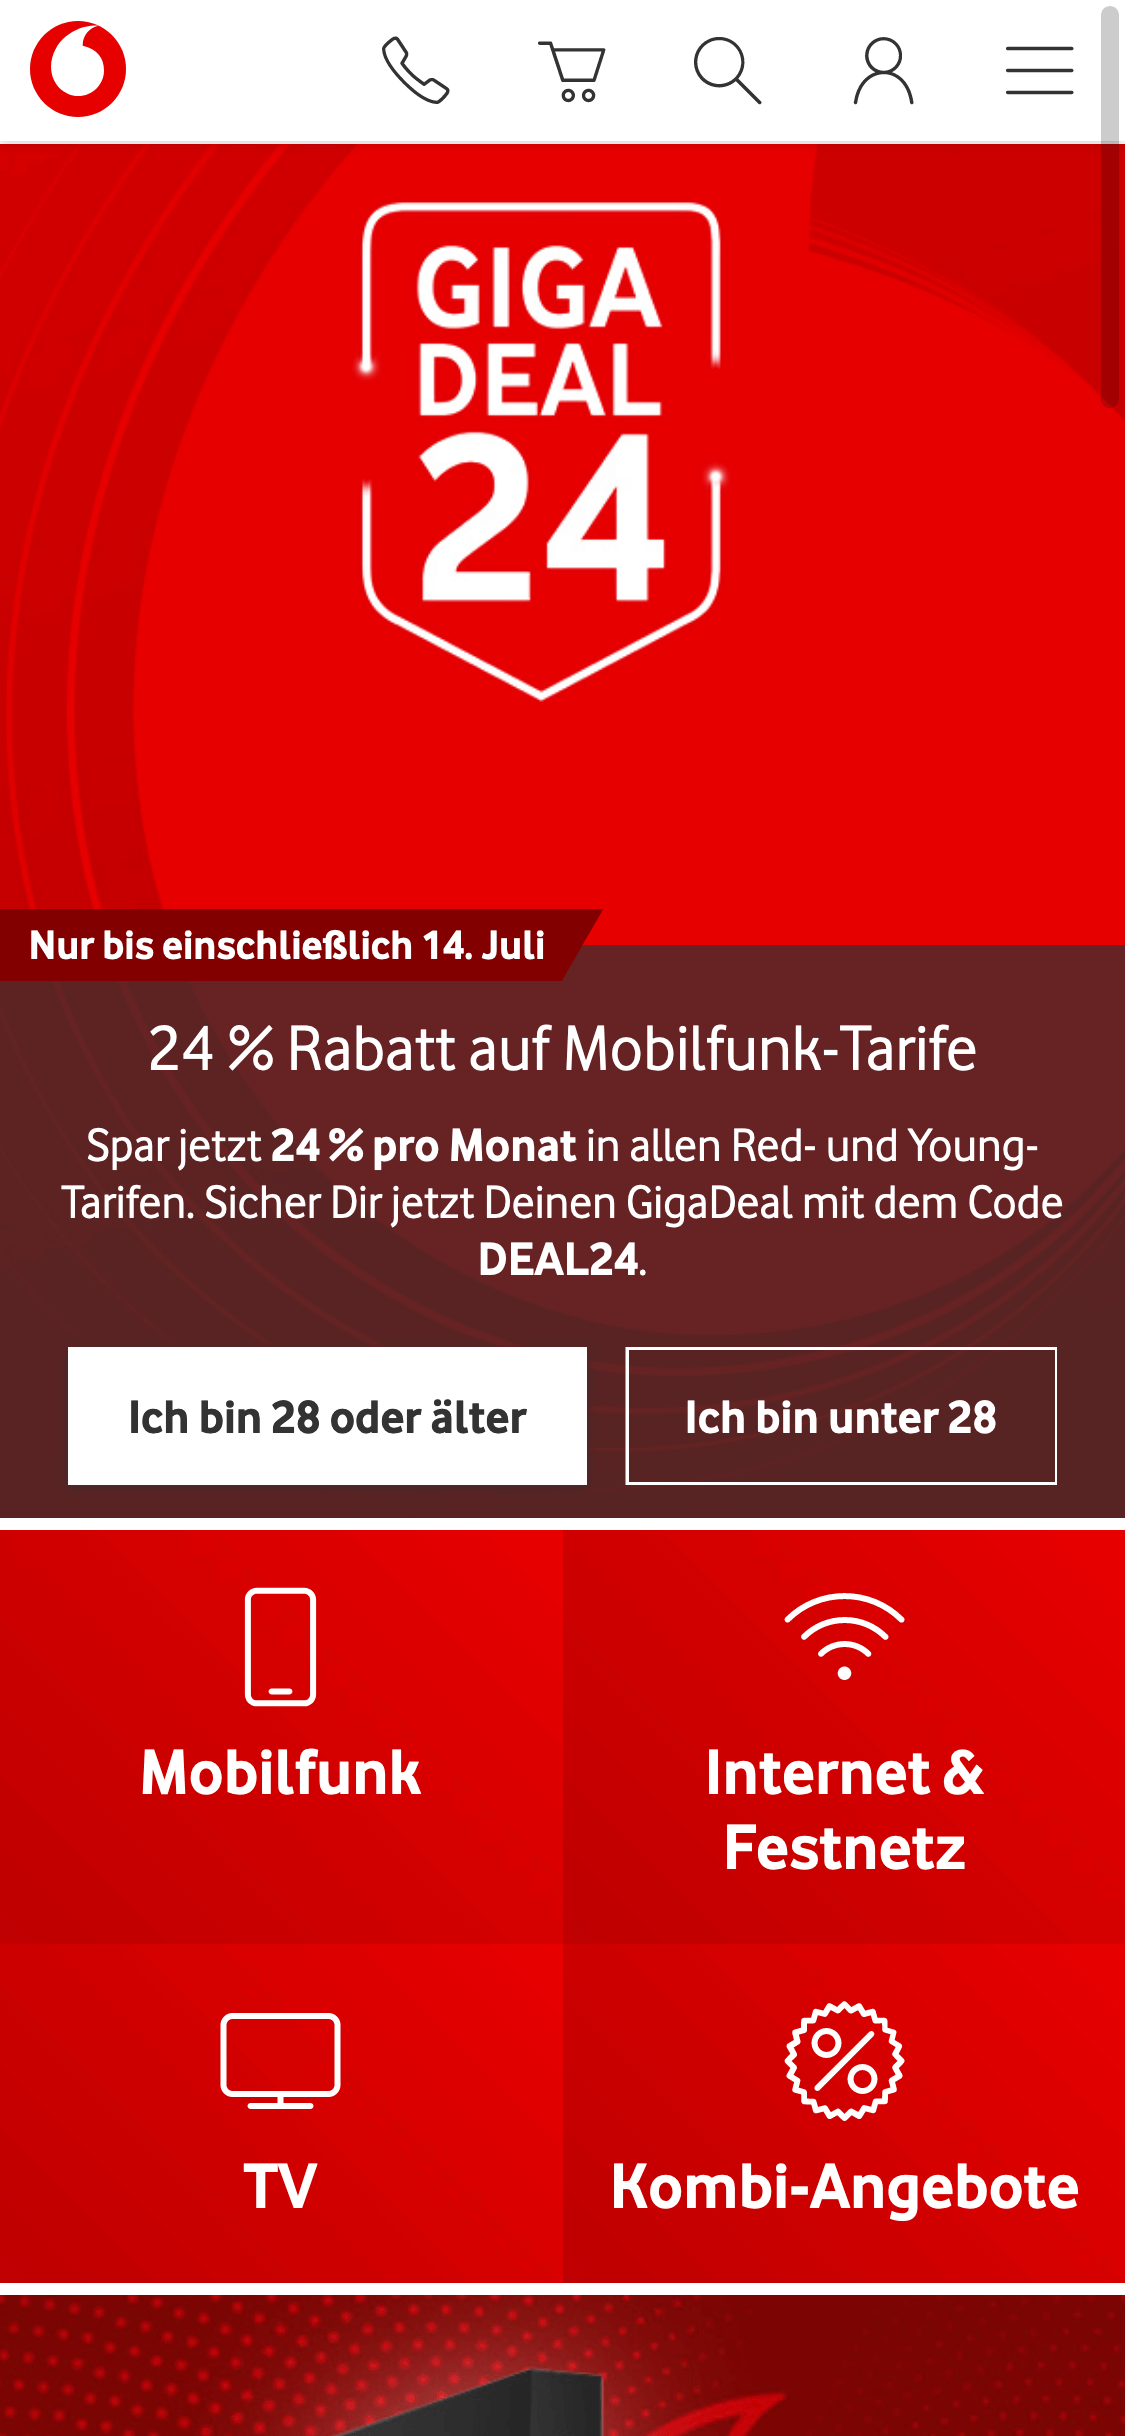 GIGA
DEAL
24
Nur bis einschließlich 14. Juli
24 % Rabatt auf Mobilfunk-Tarife
Spar jetzt 24 % pro Monat in allen Red- und Young-
Tarifen. Sicher Dir jetzt Deinen GigaDeal mit dem Code
DEAL24.
Ich bin 28 oder älter
Ich bin unter 28
Mobilfunk
Internet &
Festnetz
TV
Kombi-Angebote